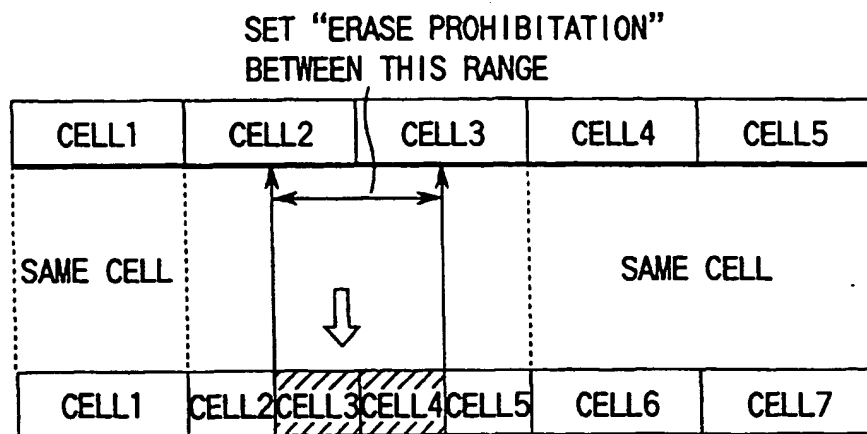 SET “ERASE PROHIBITATION”
BETWEEN THIS RANGE
CELL1 CELL2 CELL3 CELL4 CELL5
SAME CELL SAME CELL
CELL1 CELL2 CELL3 CELL4 CELL5 CELL6 CELL7